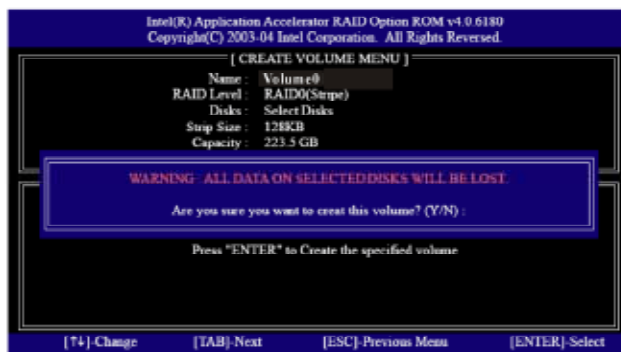 Intel(R) Application Accelerator RAID Option ROM v4.0.6180
Copyright(C) 2003-04 Intel Corporation. All Rights Reversed.
[ CREATE VOLUME MENU ]
Name : Volume0
RAID Level : RAID0(Stripe)
Disks : Select Disks
Strip Size : 128KB
Capacity : 223.5 GB
WARNING : ALL DATA ON SELECTED DISKS WILL BE LOST.
Are you sure you want to creat this volume? (Y/N) :
Press "ENTER" to Create the specified volume
[↑↓]-Change [TAB]-Next [ESC]-Previous Menu [ENTER]-Select